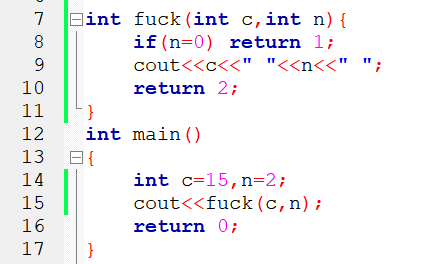 7 int fuck(int c,int n){
8 if(n=0) return 1;
9 cout<<c<<" "<<n<<" ";
10 return 2;
11 }
12 int main()
13 {
14 int c=15,n=2;
15 cout<<fuck(c,n);
16 return 0;
17 }